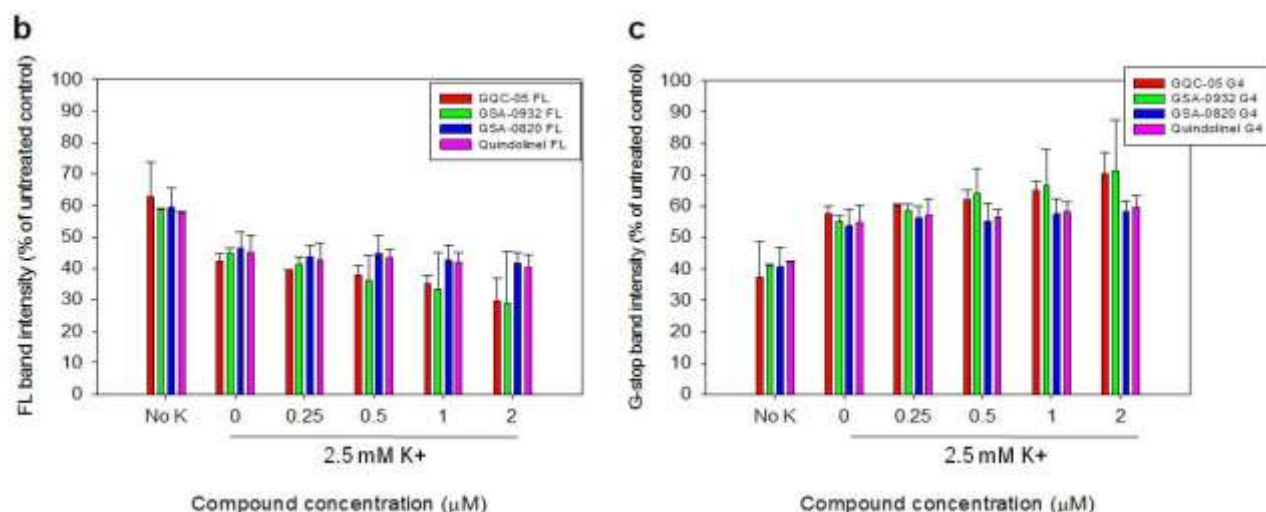 b
FL band intensity (% of untreated control)
100
90
80
70
60
50
40
30
20
10
0
GQC-05 FL
GSA-0932 FL
GSA-0820 FL
Quindolinel FL
No K 0 0.25 0.5 1 2
2.5 mM K+
Compound concentration (µM)
c
G-stop band intensity (% of untreated control)
100
90
80
70
60
50
40
30
20
10
0
GQC-05 G4
GSA-0932 G4
GSA-0820 G4
Quindolinel G4
No K 0 0.25 0.5 1 2
2.5 mM K+
Compound concentration (µM)